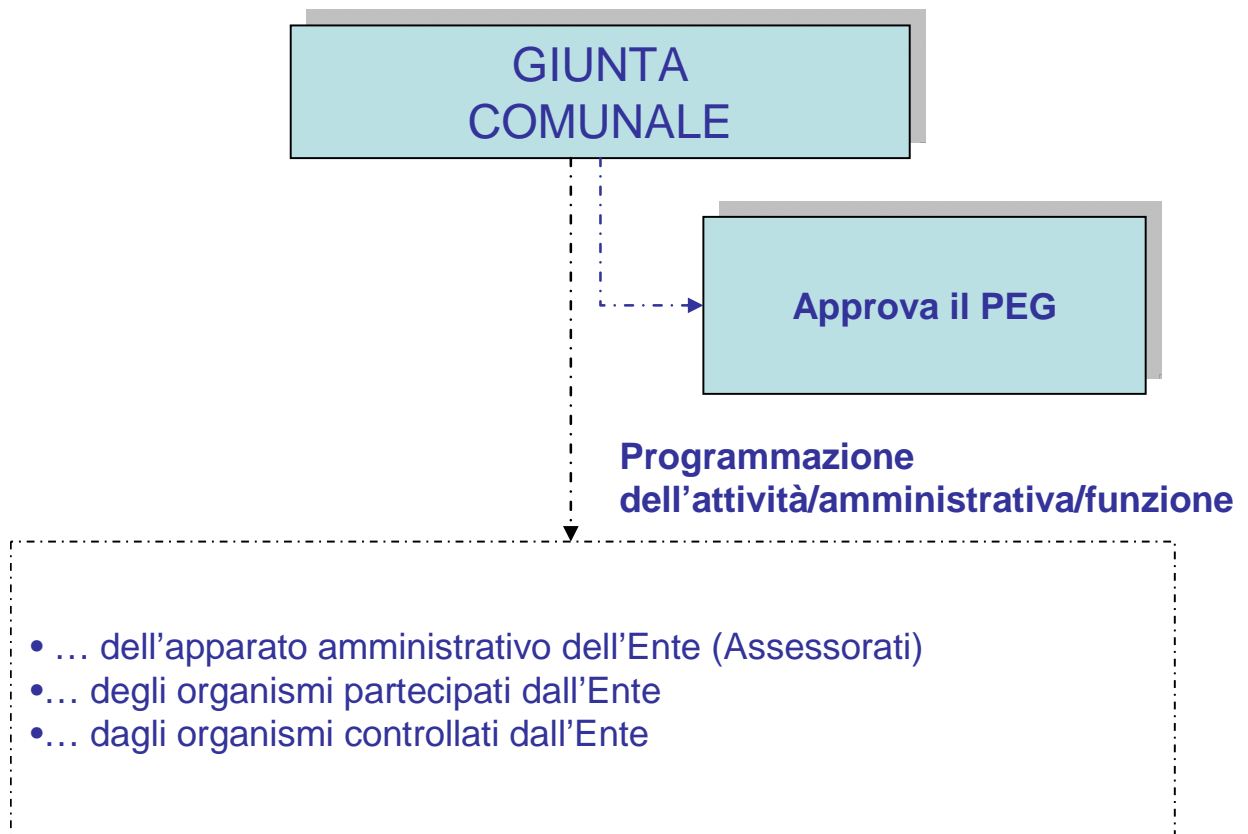 GIUNTA
COMUNALE
Approva il PEG
Programmazione
dell’attività/amministrativa/funzione
• … dell’apparato amministrativo dell’Ente (Assessorati)
•… degli organismi partecipati dall’Ente
•… dagli organismi controllati dall’Ente